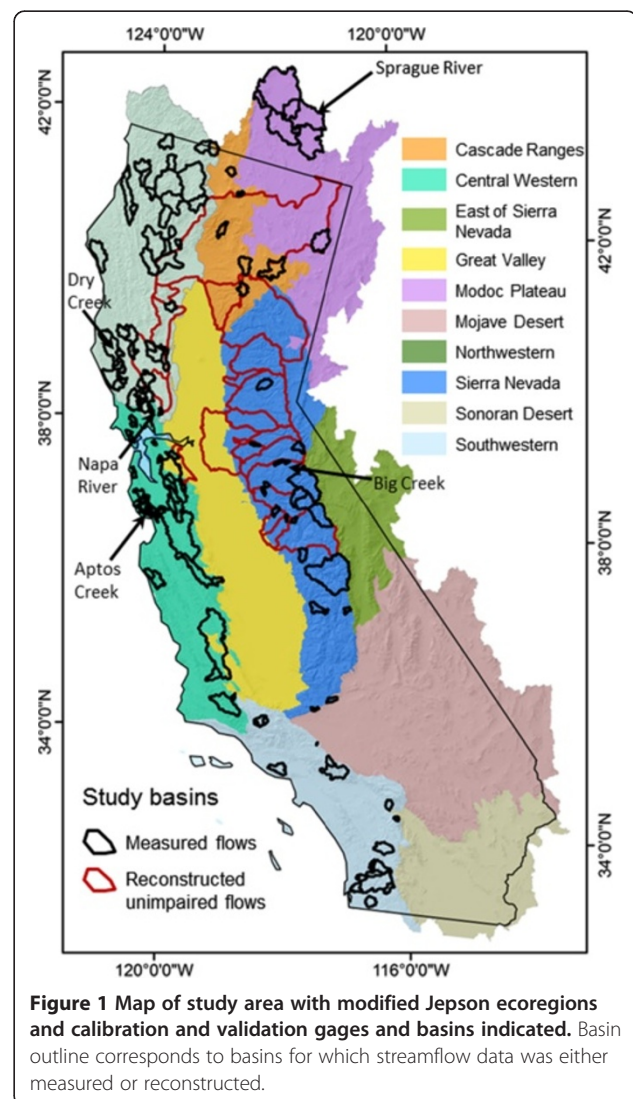 124°0'0"W
120°0'0"W
Sprague River
42°0'0"N
Cascade Ranges
Central Western
East of Sierra
Nevada
Great Valley
Modoc Plateau
Mojave Desert
Northwestern
Sierra Nevada
Sonoran Desert
Southwestern
42°0'0"N
Dry
Creek
38°0'0"N
Napa
River
Big Creek
Aptos
Creek
38°0'0"N
34°0'0"N
Study basins
Measured flows
Reconstructed
unimpaired flows
34°0'0"N
120°0'0"W
116°0'0"W
Figure 1 Map of study area with modified Jepson ecoregions
and calibration and validation gages and basins indicated. Basin
outline corresponds to basins for which streamflow data was either
measured or reconstructed.